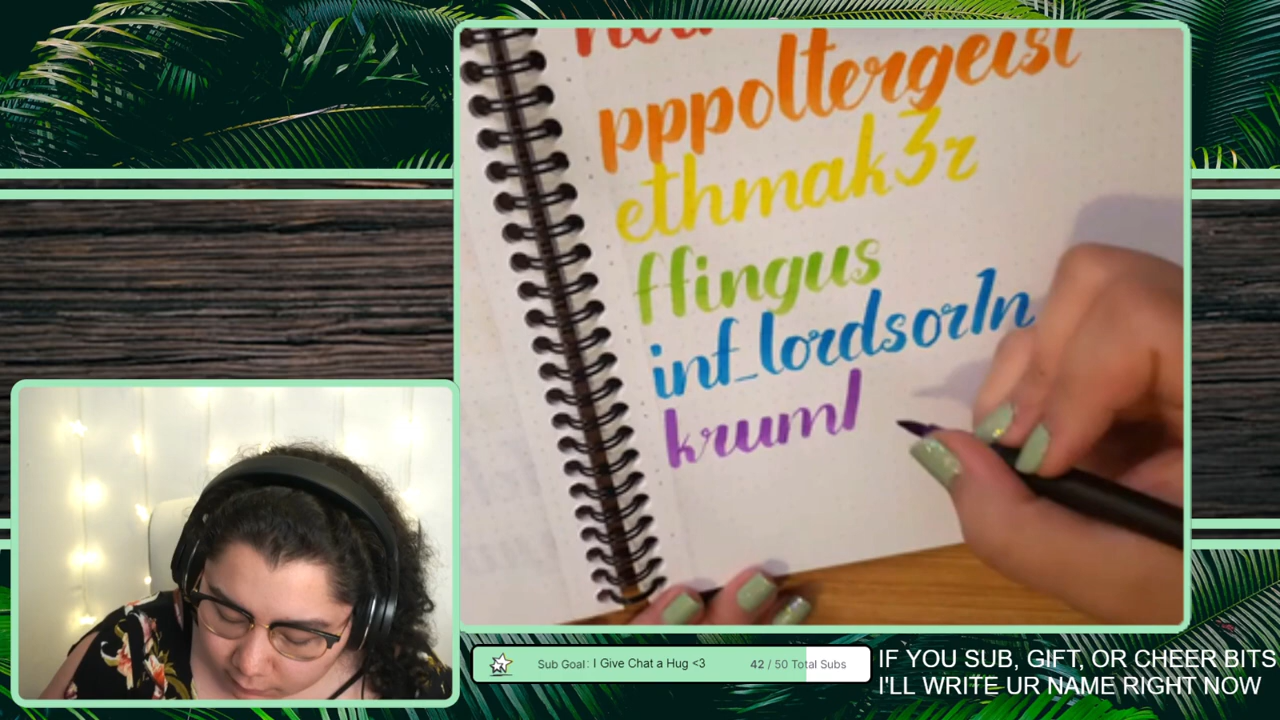 pppoltergeist
ethmak3r
ffingus
inf_lordsor1n
kruml
Sub Goal: I Give Chat a Hug <3 42 / 50 Total Subs
IF YOU SUB, GIFT, OR CHEER BITS
I'LL WRITE UR NAME RIGHT NOW